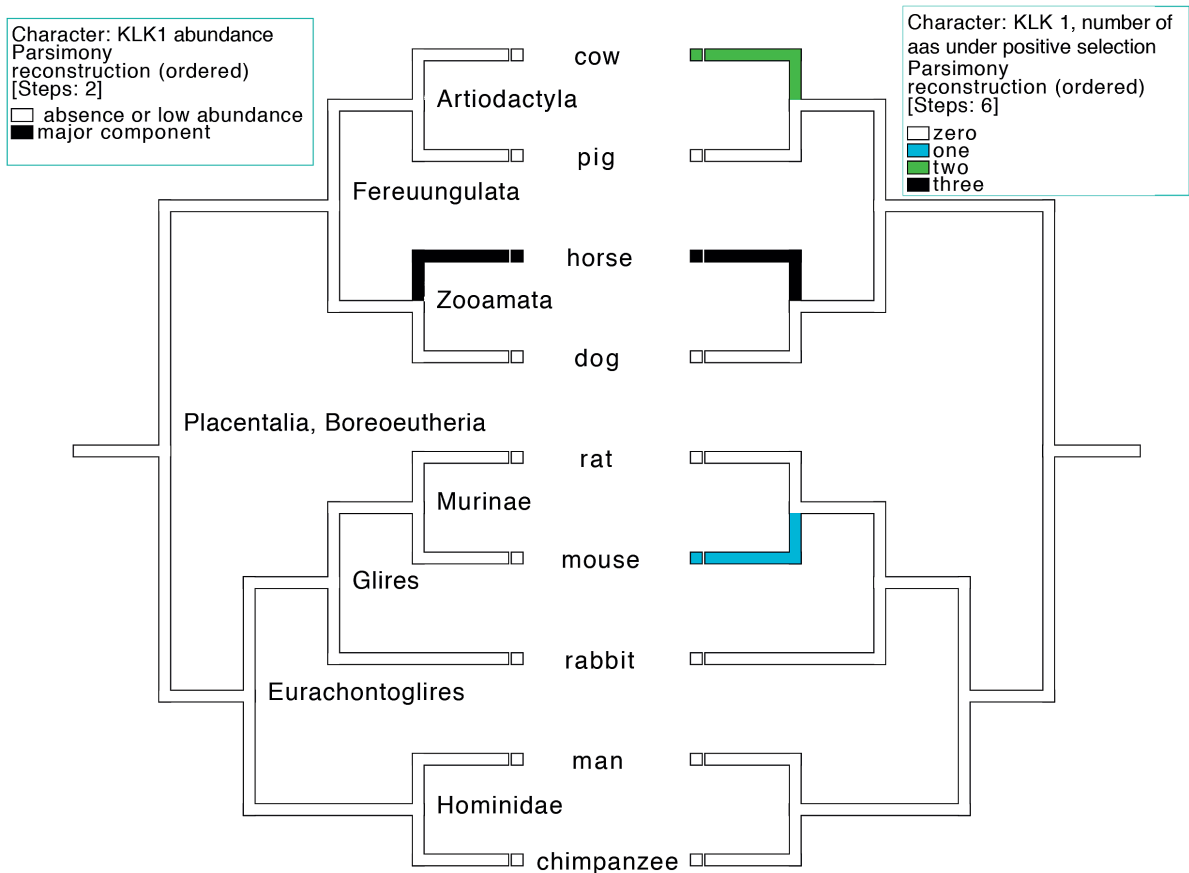 Character: KLK1 abundance
Parsimony
reconstruction (ordered)
[Steps: 2]
absence or low abundance
major component
Character: KLK 1, number of
aas under positive selection
Parsimony
reconstruction (ordered)
[Steps: 6]
zero
one
two
three
cow
Artiodactyla
pig
Fereuungulata
horse
Zooamata
dog
Placentalia, Boreoeutheria
rat
Murinae
mouse
Glires
rabbit
Eurachontoglires
man
Hominidae
chimpanzee